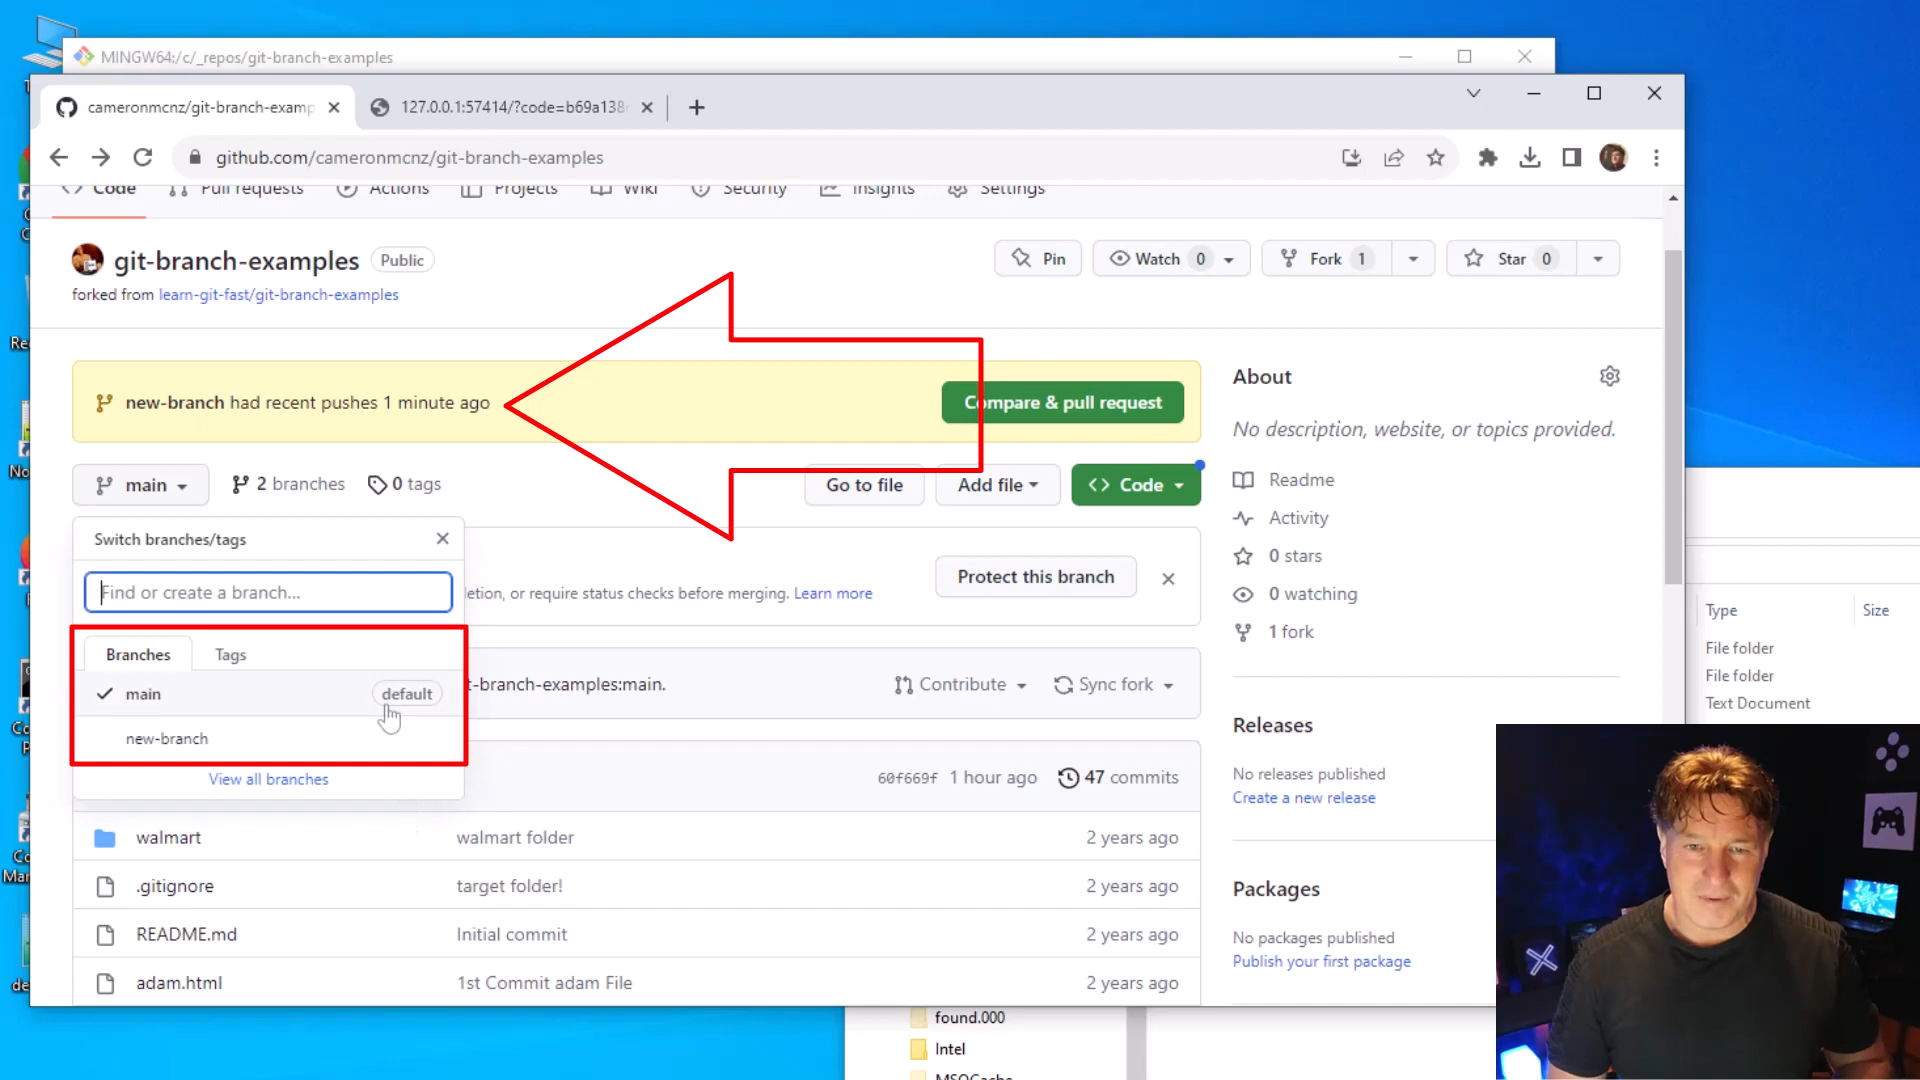 MINGW64:/c/_repos/git-branch-examples
cameronmcnz/git-branch-examp
127.0.0.1:57414/?code=b69a138
github.com/cameronmcnz/git-branch-examples
Code Pull requests Actions Projects Wiki Security Insights Settings
git-branch-examples Public
Pin Watch 0 Fork 1 Star 0
forked from learn-git-fast/git-branch-examples
new-branch had recent pushes 1 minute ago
Compare & pull request
main 2 branches 0 tags
Go to file Add file <> Code
Switch branches/tags
Find or create a branch...
Branches Tags
main default
new-branch
View all branches
Protect this branch
etion, or require status checks before merging. Learn more
t-branch-examples:main.
Contribute Sync fork
60f669f 1 hour ago 47 commits
walmart walmart folder 2 years ago
.gitignore target folder! 2 years ago
README.md Initial commit 2 years ago
adam.html 1st Commit adam File 2 years ago
About
No description, website, or topics provided.
Readme
Activity
0 stars
0 watching
1 fork
Releases
No releases published
Create a new release
Packages
No packages published
Publish your first package
Type Size
File folder
File folder
Text Document
found.000
Intel
MSOCache
Re
No
Co
P
Co
Mar
de